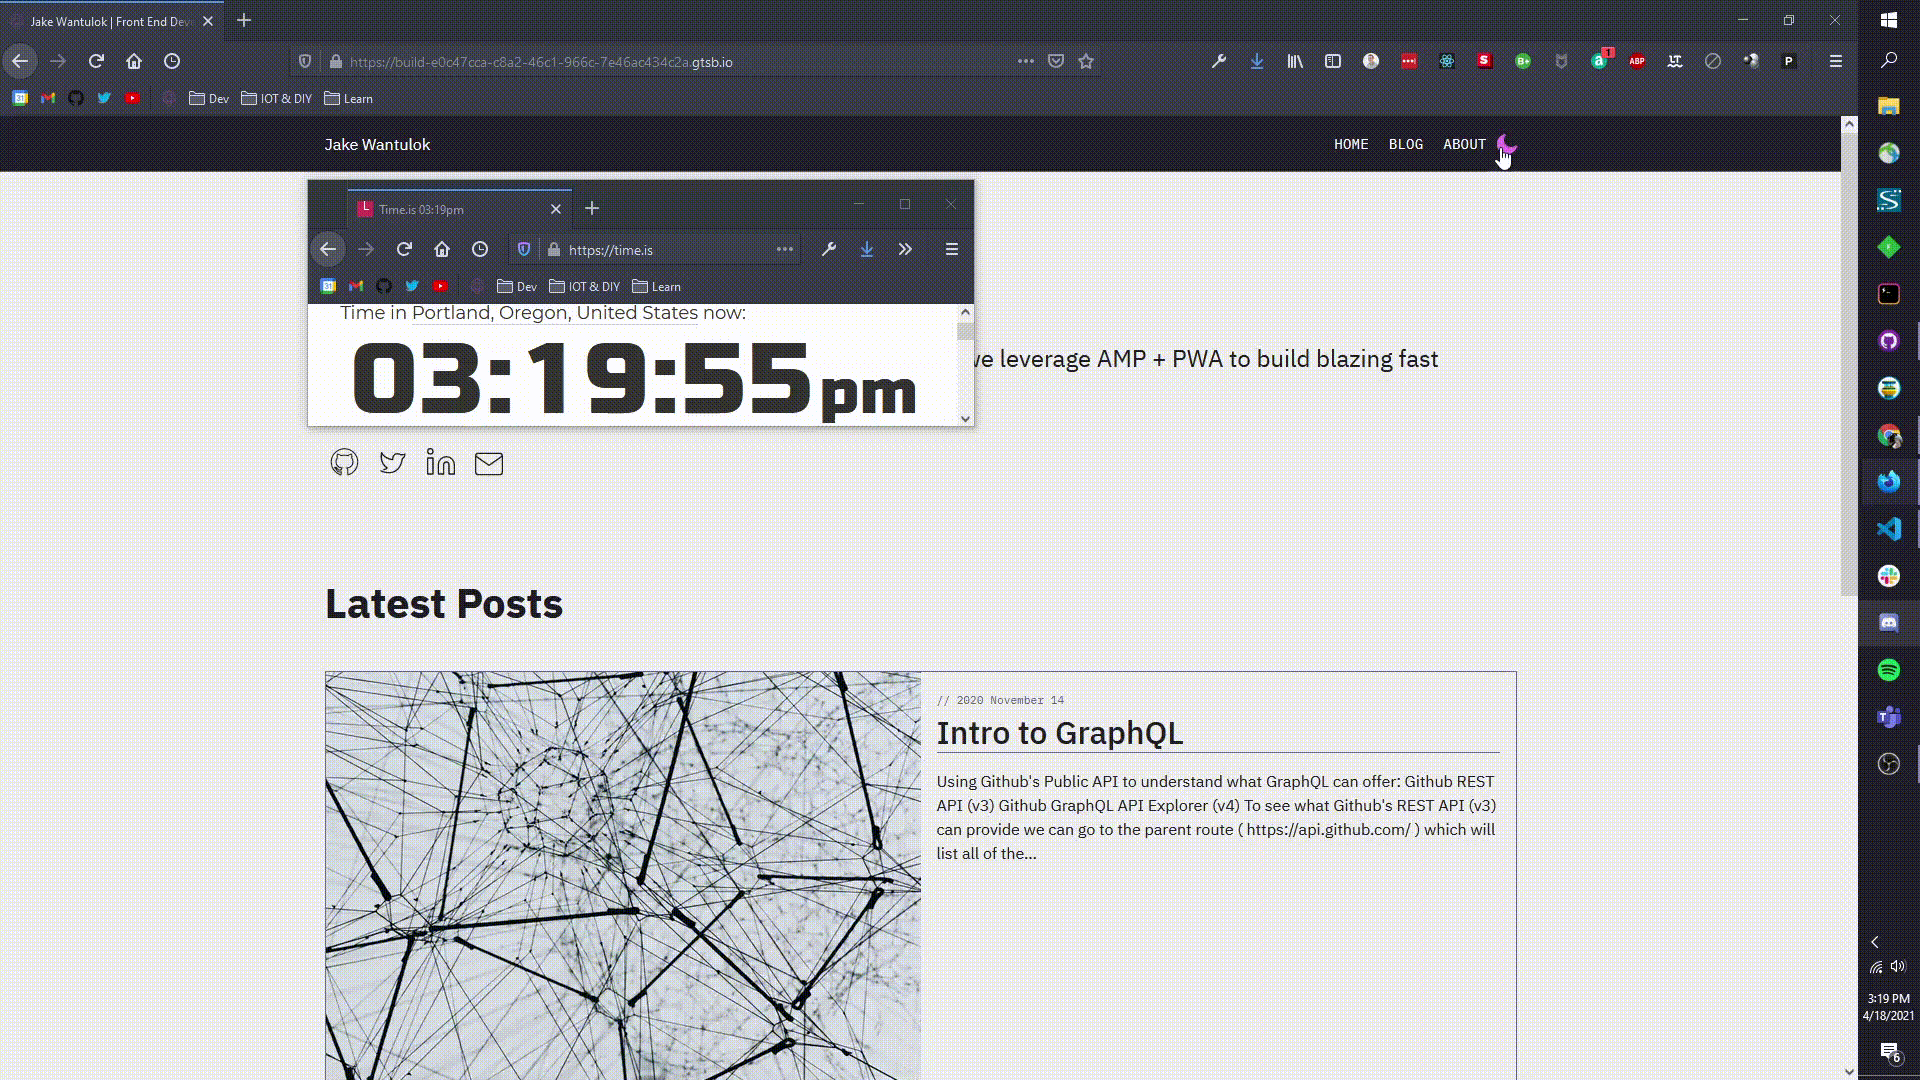 Jake Wantulok | Front End Dev
https://build-e0c47cca-c8a2-46c1-966c-7e46ac434c2a.gtsb.io
Dev
IOT & DIY
Learn
Jake Wantulok
HOME
BLOG
ABOUT
Time.is 03:19pm
https://time.is
Dev
IOT & DIY
Learn
Time in Portland, Oregon, United States now:
03:19:55pm
we leverage AMP + PWA to build blazing fast
Latest Posts
// 2020 November 14
Intro to GraphQL
Using Github's Public API to understand what GraphQL can offer: Github REST
API (v3) Github GraphQL API Explorer (v4) To see what Github's REST API (v3)
can provide we can go to the parent route ( https://api.github.com/ ) which will
list all of the...
3:19 PM
4/18/2021
6